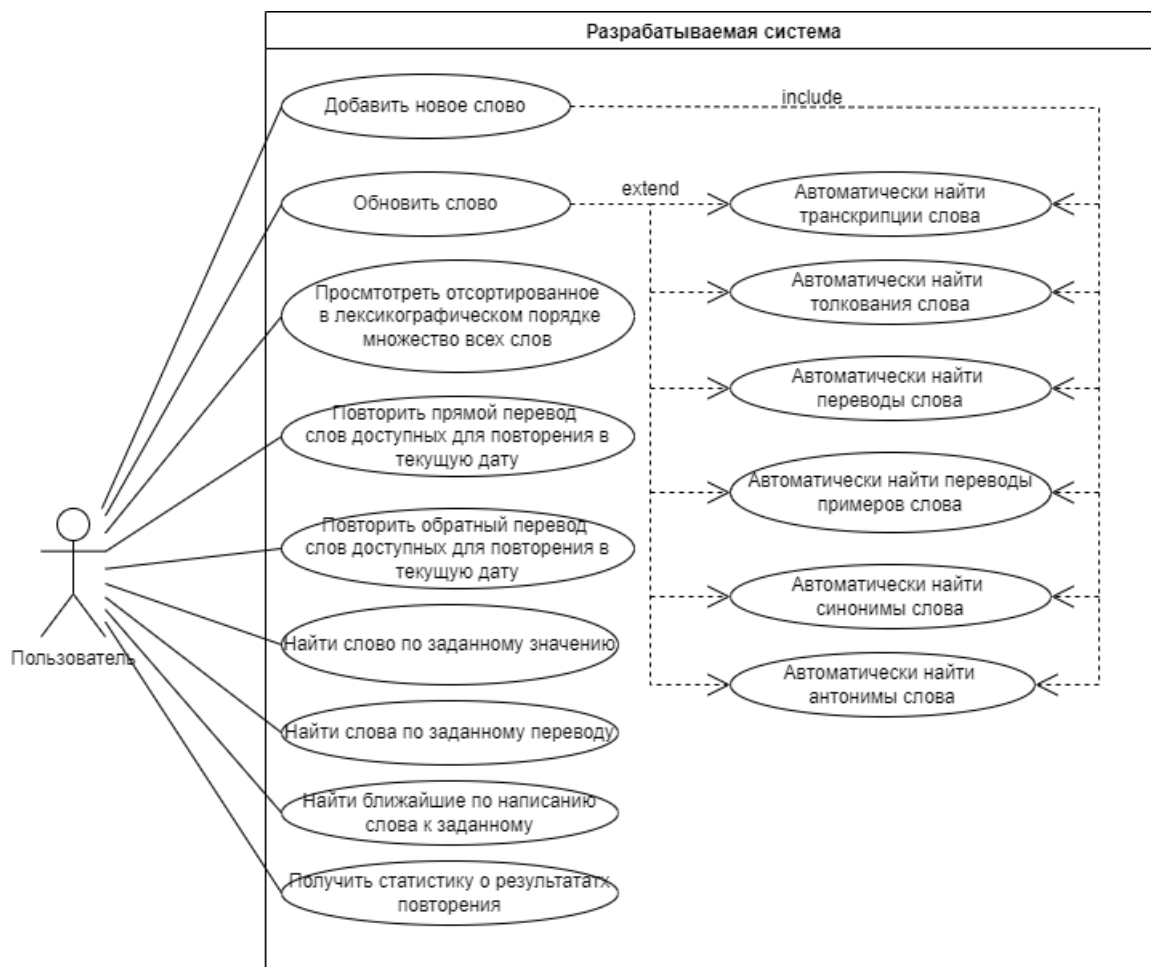 Разрабатываемая система
Добавить новое слово
include
Обновить слово
extend
Автоматически найти
транскрипции слова
Просмтотреть отсортированное
в лексикографическом порядке
множество всех слов
Автоматически найти
толкования слова
Автоматически найти
переводы слова
Повторить прямой перевод
слов доступных для повторения в
текущую дату
Автоматически найти переводы
примеров слова
Повторить обратный перевод
слов доступных для повторения в
текущую дату
Автоматически найти
синонимы слова
Найти слово по заданному значению
Пользователь
Автоматически найти
антонимы слова
Найти слова по заданному переводу
Найти ближайшие по написанию
слова к заданному
Получить статистику о результататх
повторения